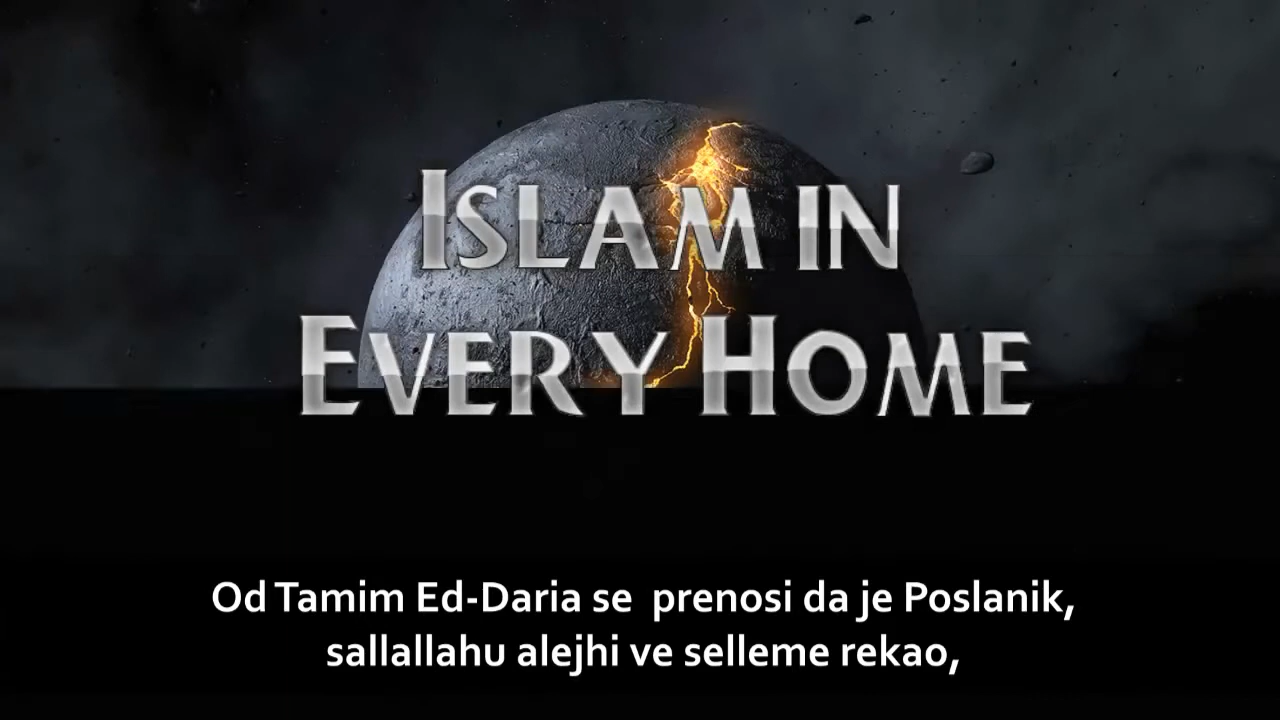 Islam in
Every Home
Od Tamim Ed-Daria se  prenosi da je Poslanik,
sallallahu alejhi ve selleme rekao,